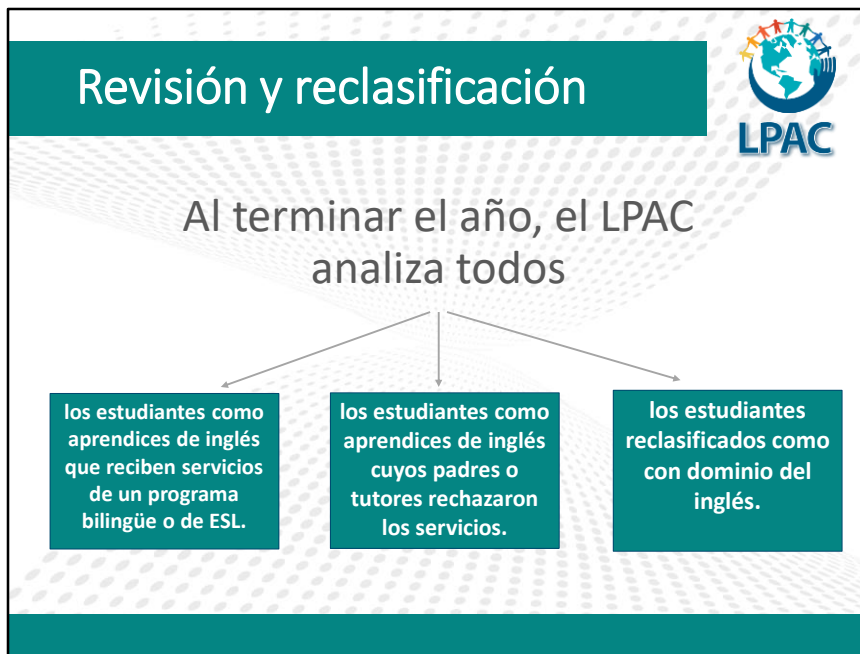 Revisión y reclasificación
LPAC
Al terminar el año, el LPAC
analiza todos
los estudiantes como
aprendices de inglés
que reciben servicios
de un programa
bilingüe o de ESL.
los estudiantes como
aprendices de inglés
cuyos padres o
tutores rechazaron
los servicios.
los estudiantes
reclasificados como
con dominio del
inglés.